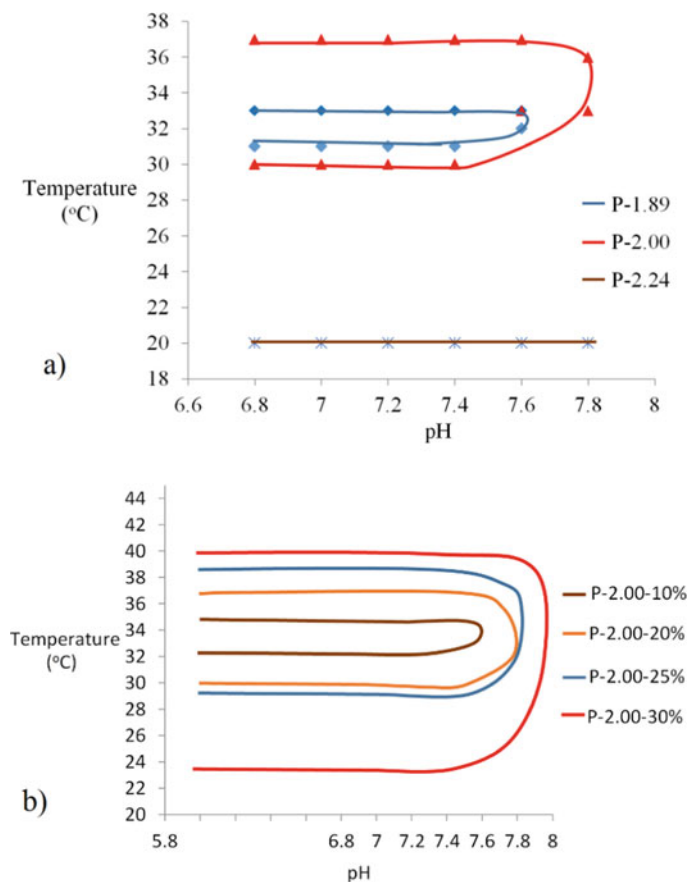 38
36
34
32
30
28
26
24
22
20
18
Temperature
(°C)
P-1.89
P-2.00
P-2.24
a)
6.6 6.8 7 7.2 7.4 7.6 7.8 8
pH
44
42
40
38
36
34
32
30
28
26
24
22
20
Temperature
(°C)
P-2.00-10%
P-2.00-20%
P-2.00-25%
P-2.00-30%
b)
5.8 6.8 7 7.2 7.4 7.6 7.8 8
pH